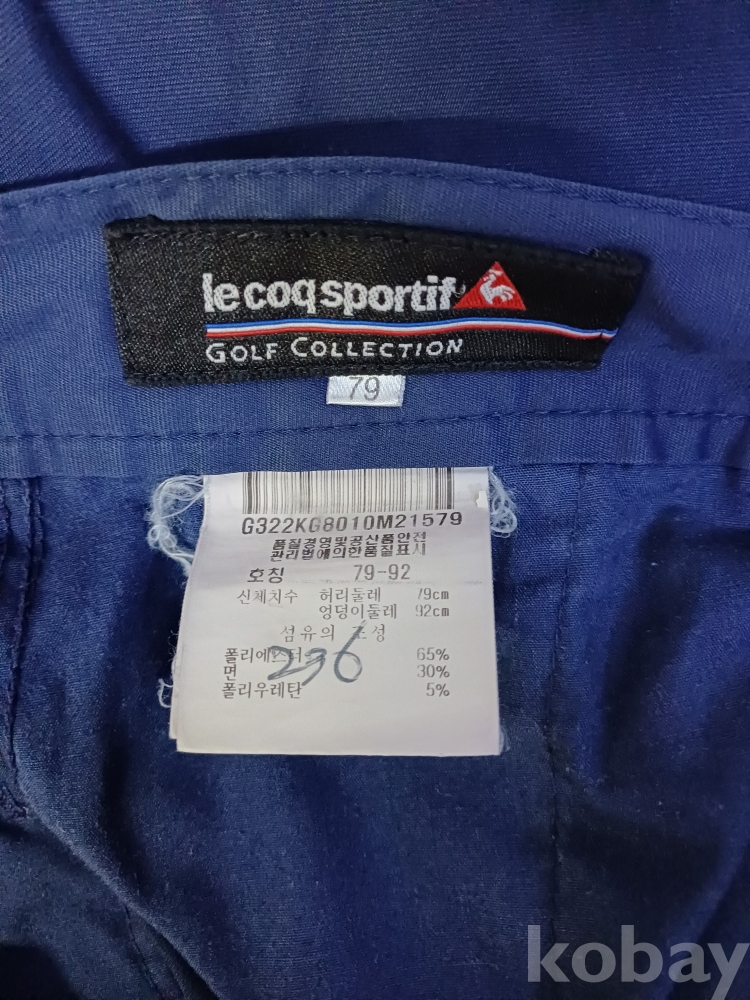 le coq sportif
GOLF COLLECTION
79
G322KG8010M21579
품질경영및공산품안전
관리법에의한품질표시
호칭 79-92
신체치수 허리둘레 79cm
엉덩이둘레 92cm
섬유의 조성
폴리에스터 65%
236
면 30%
폴리우레탄 5%
kobay